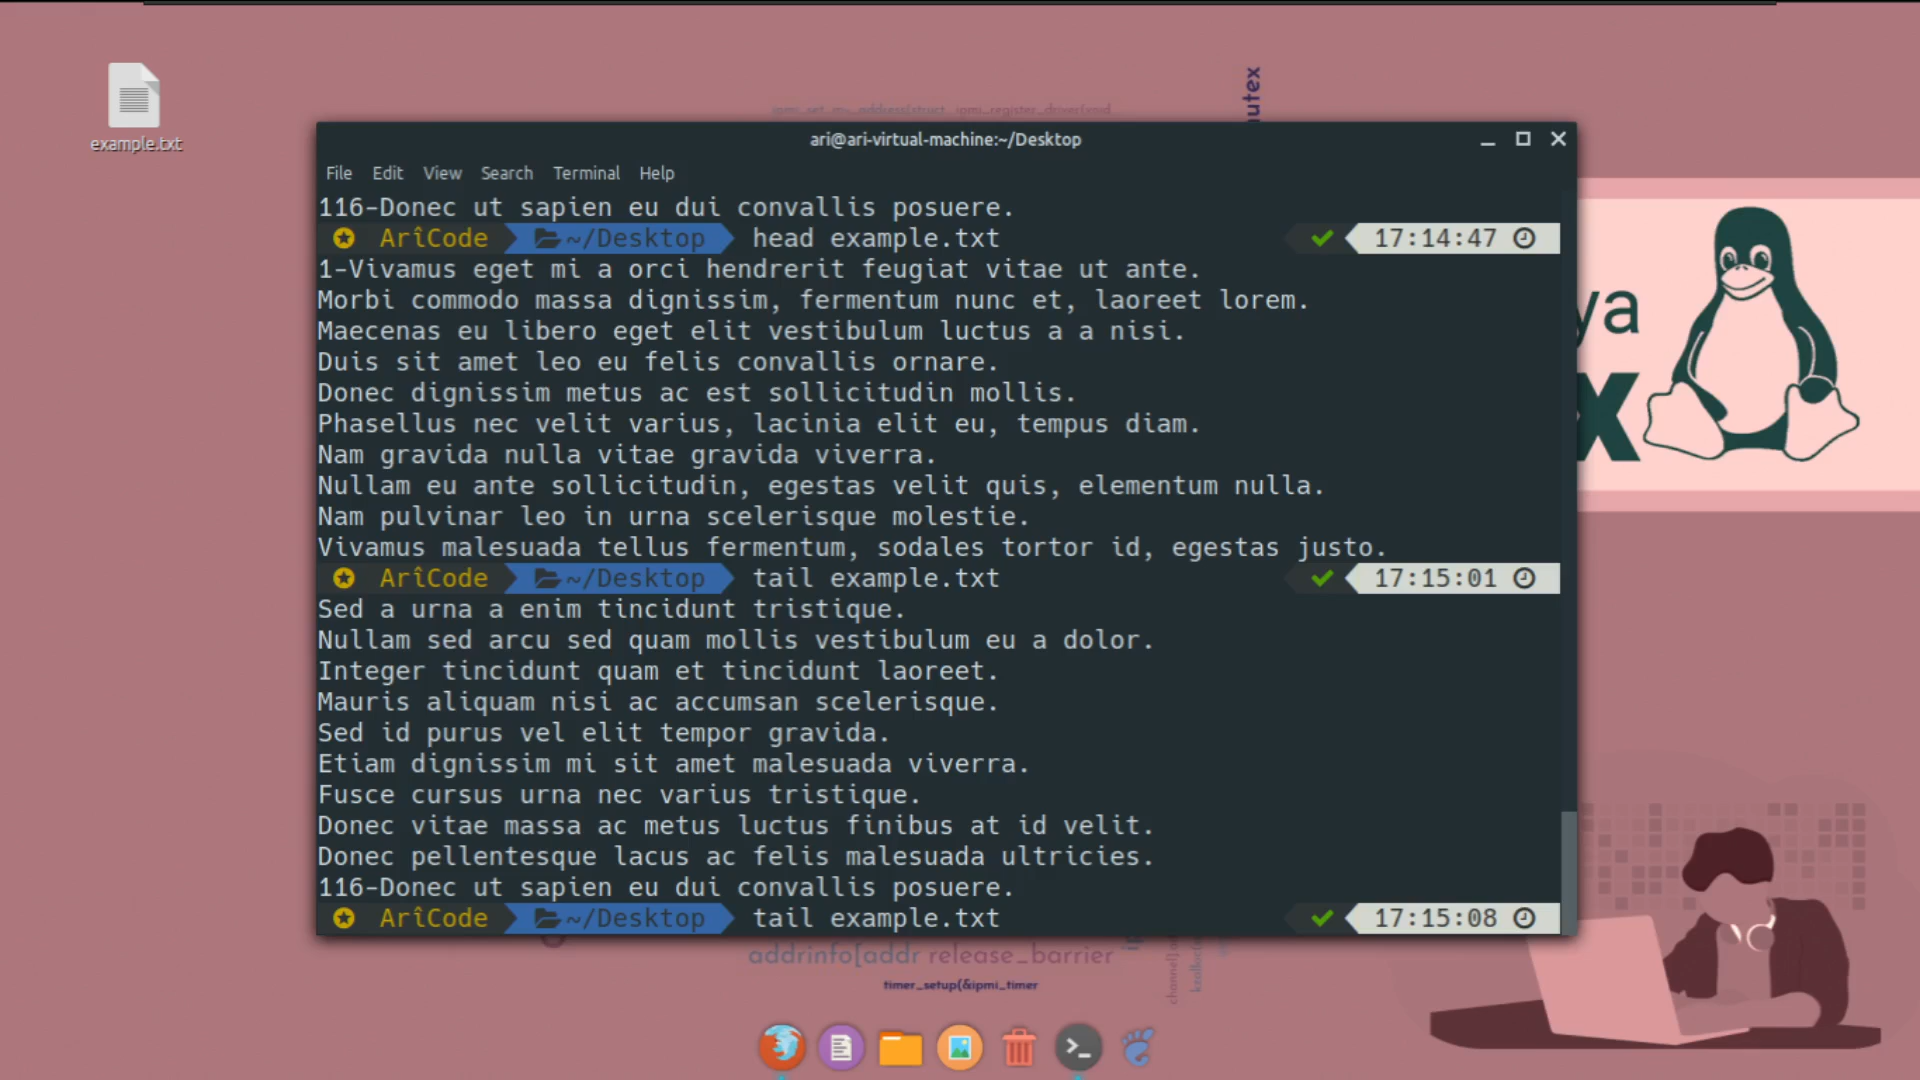 example.txt
utex
ipmi_register_driver(void
ari@ari-virtual-machine:~/Desktop
File Edit View Search Terminal Help
116-Donec ut sapien eu dui convallis posuere.
ArîCode ~/Desktop head example.txt 17:14:47
1-Vivamus eget mi a orci hendrerit feugiat vitae ut ante.
Morbi commodo massa dignissim, fermentum nunc et, laoreet lorem.
Maecenas eu libero eget elit vestibulum luctus a a nisi.
Duis sit amet leo eu felis convallis ornare.
Donec dignissim metus ac est sollicitudin mollis.
Phasellus nec velit varius, lacinia elit eu, tempus diam.
Nam gravida nulla vitae gravida viverra.
Nullam eu ante sollicitudin, egestas velit quis, elementum nulla.
Nam pulvinar leo in urna scelerisque molestie.
Vivamus malesuada tellus fermentum, sodales tortor id, egestas justo.
ArîCode ~/Desktop tail example.txt 17:15:01
Sed a urna a enim tincidunt tristique.
Nullam sed arcu sed quam mollis vestibulum eu a dolor.
Integer tincidunt quam et tincidunt laoreet.
Mauris aliquam nisi ac accumsan scelerisque.
Sed id purus vel elit tempor gravida.
Etiam dignissim mi sit amet malesuada viverra.
Fusce cursus urna nec varius tristique.
Donec vitae massa ac metus luctus finibus at id velit.
Donec pellentesque lacus ac felis malesuada ultricies.
116-Donec ut sapien eu dui convallis posuere.
ArîCode ~/Desktop tail example.txt 17:15:08
ya
X
addrinfo[addr release_barrier
timer_setup(&ipmi_timer